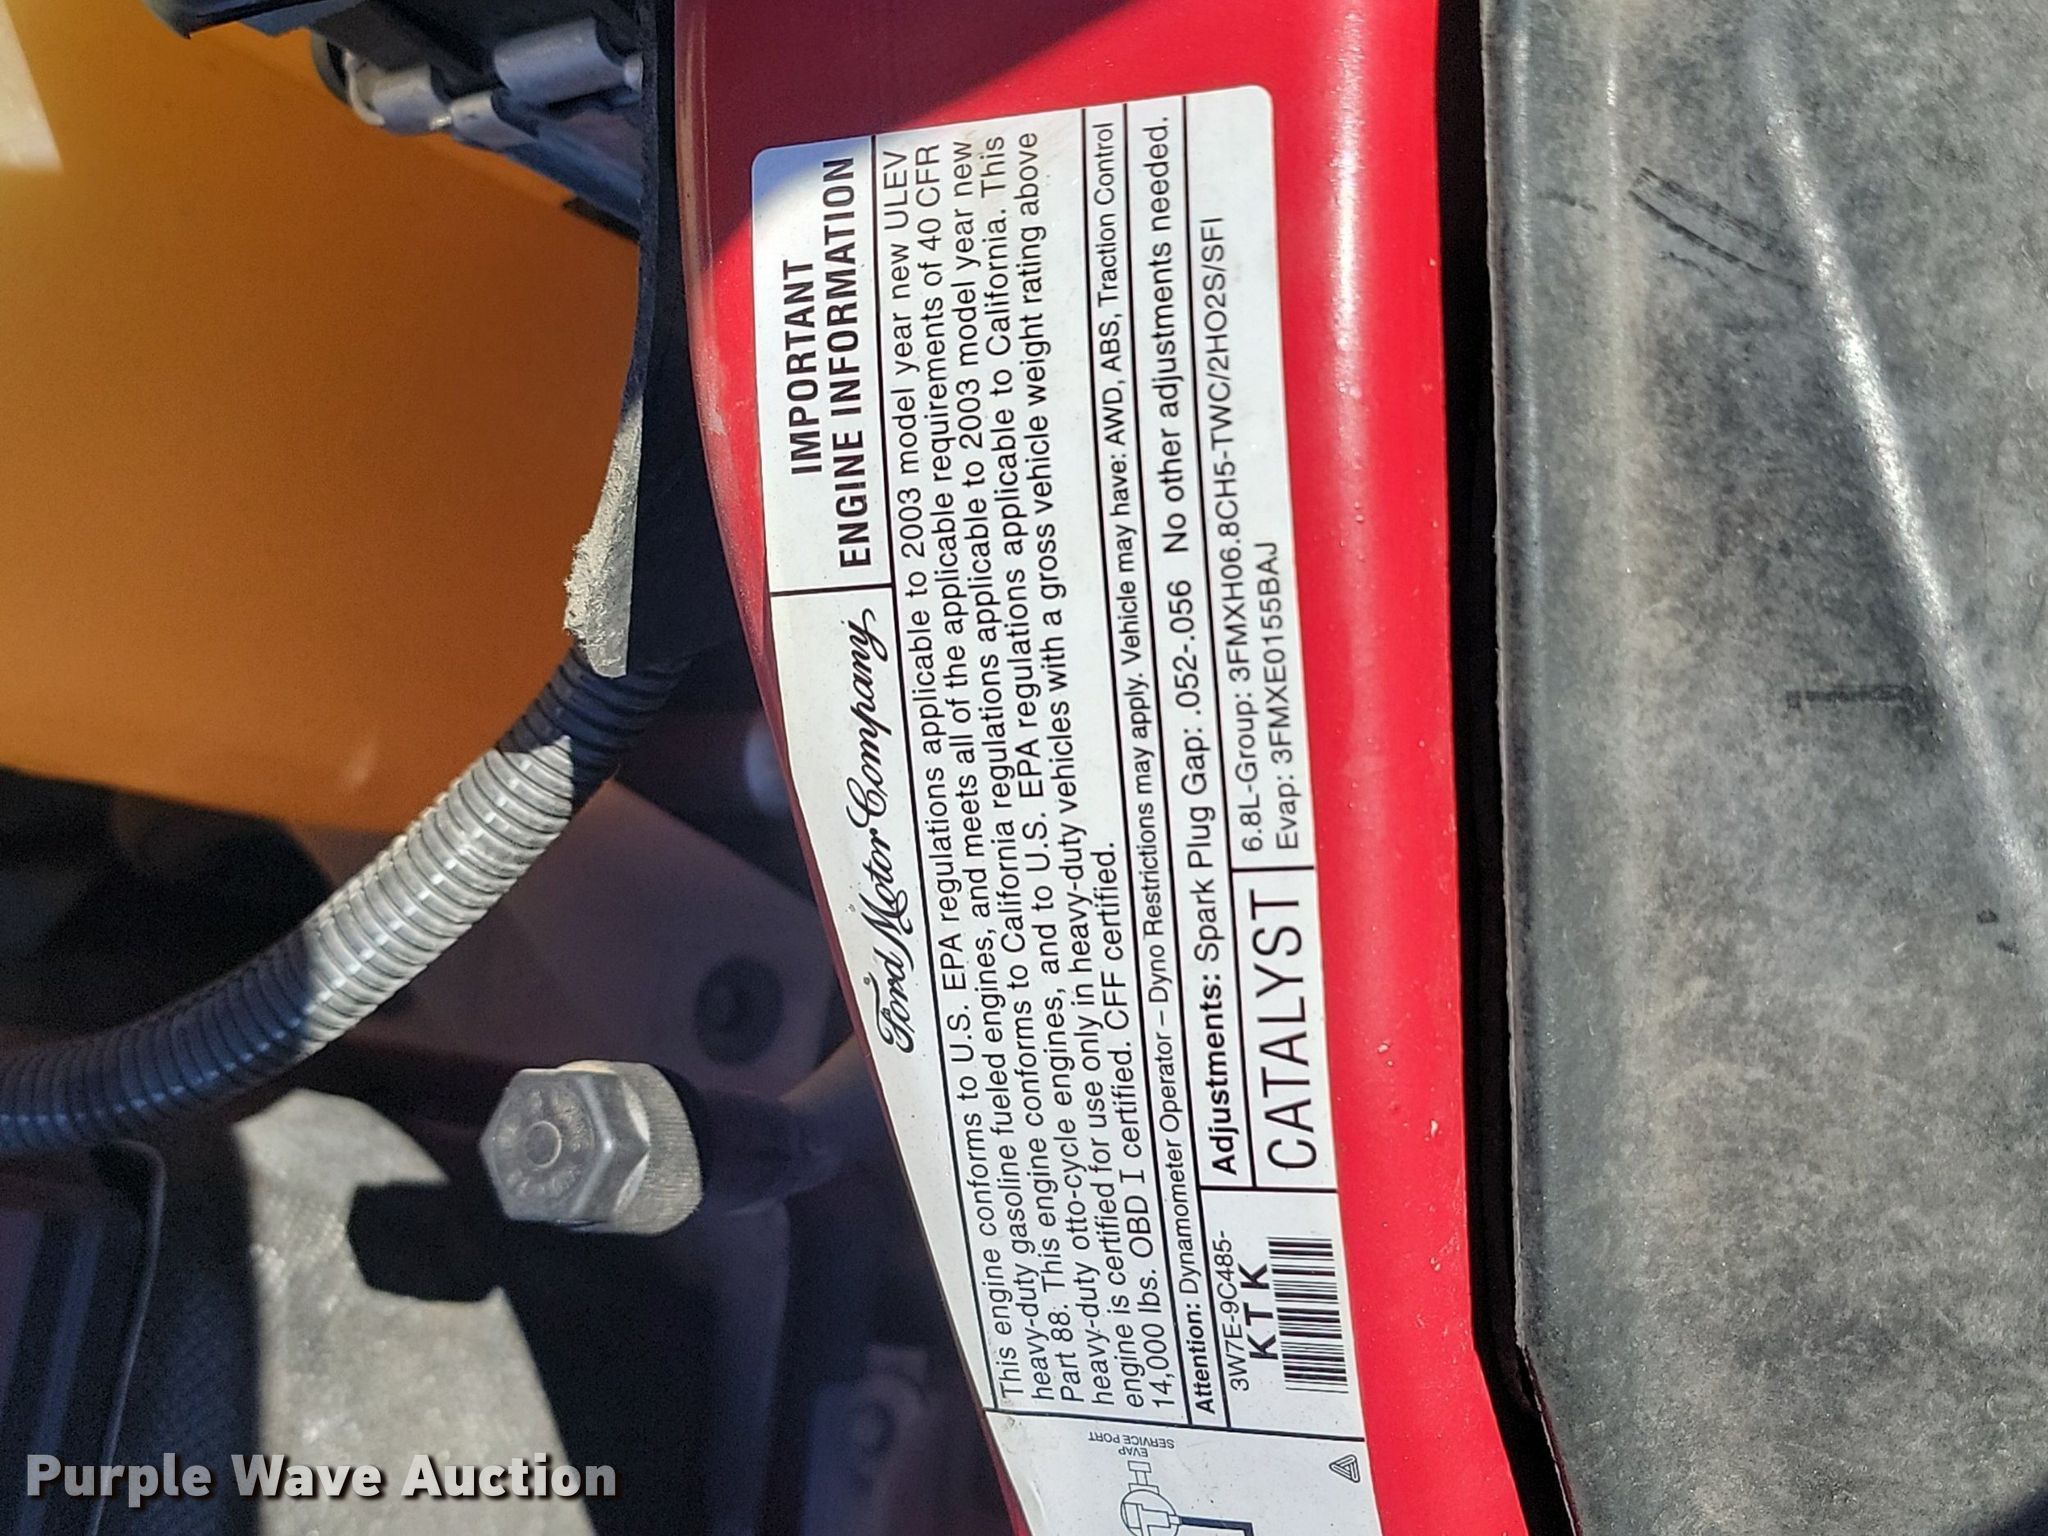 Ford Motor Company
IMPORTANT
ENGINE INFORMATION
This engine conforms to U.S. EPA regulations applicable to 2003 model year new ULEV
heavy-duty gasoline fueled engines, and meets all of the applicable requirements of 40 CFR
Part 88. This engine conforms to California regulations applicable to 2003 model year new
heavy-duty otto-cycle engines, and to U.S. EPA regulations applicable to California. This
engine is certified for use only in heavy-duty vehicles with a gross vehicle weight rating above
14,000 lbs. OBD I certified. CFF certified.
Attention: Dynamometer Operator – Dyno Restrictions may apply. Vehicle may have: AWD, ABS, Traction Control
3W7E-9C485-
KTK
Adjustments: Spark Plug Gap: .052-.056 No other adjustments needed.
CATALYST
6.8L-Group: 3FMXH06.8CH5-TWC/2HO2S/SFI
Evap: 3FMXE0155BAJ
EVAP
SERVICE PORT
Purple Wave Auction